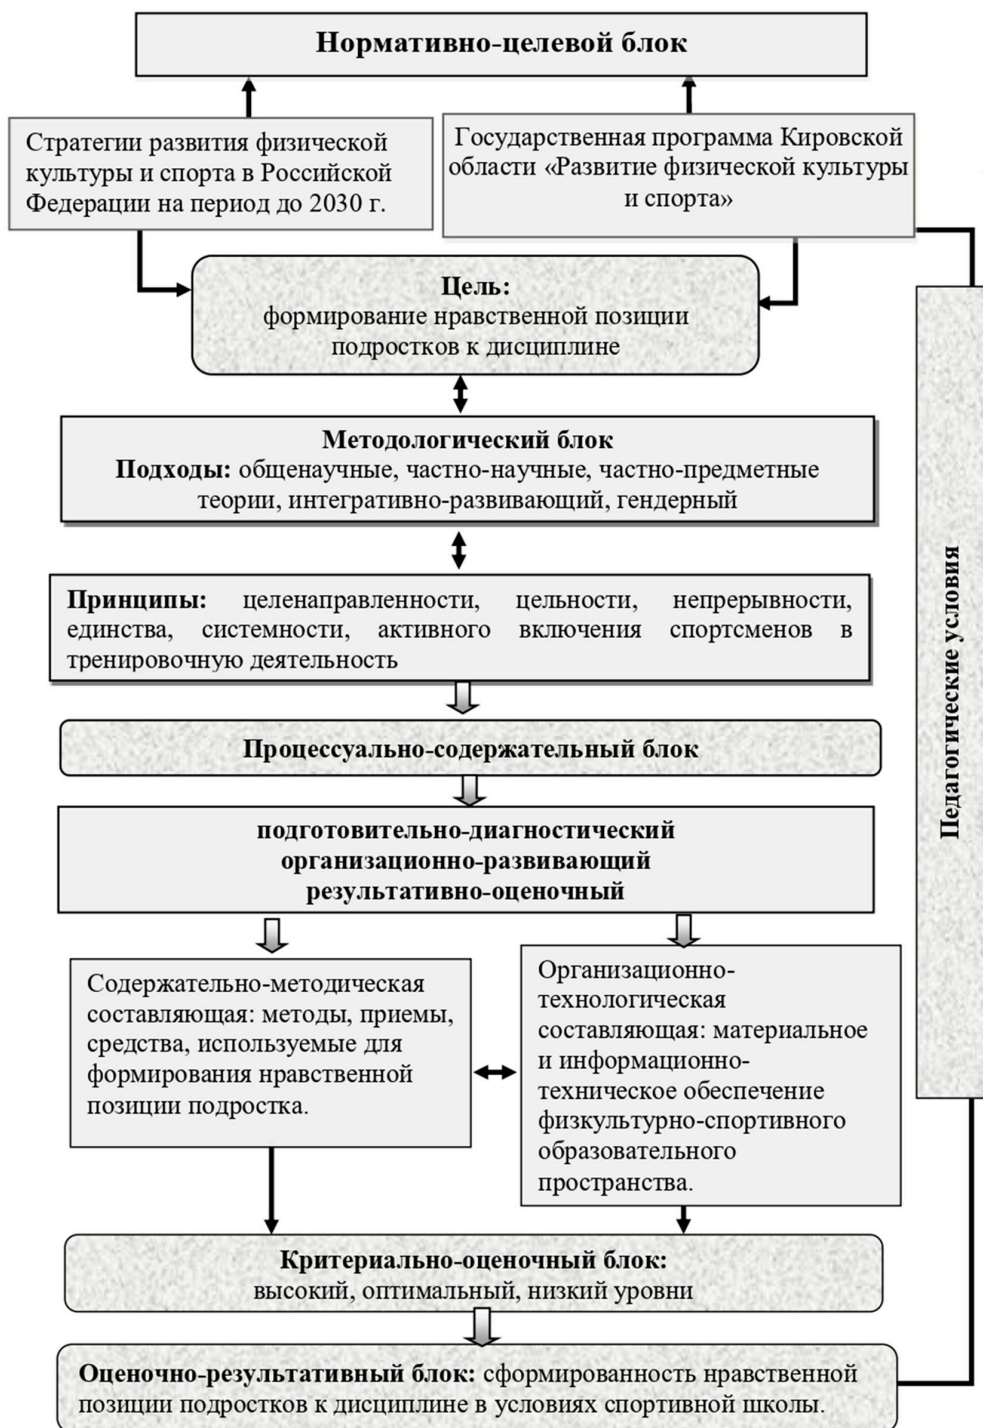 Нормативно-целевой блок
Стратегии развития физической
культуры и спорта в Российской
Федерации на период до 2030 г.
Государственная программа Кировской
области «Развитие физической культуры
и спорта»
Цель:
формирование нравственной позиции
подростков к дисциплине
Методологический блок
Подходы: общенаучные, частно-научные, частно-предметные
теории, интегративно-развивающий, гендерный
Принципы: целенаправленности, цельности, непрерывности,
единства, системности, активного включения спортсменов в
тренировочную деятельность
Процессуально-содержательный блок
подготовительно-диагностический
организационно-развивающий
результативно-оценочный
Содержательно-методическая
составляющая: методы, приемы,
средства, используемые для
формирования нравственной
позиции подростка.
Организационно-
технологическая
составляющая: материальное
и информационно-
техническое обеспечение
физкультурно-спортивного
образовательного
пространства.
Критериально-оценочный блок:
высокий, оптимальный, низкий уровни
Оценочно-результативный блок: сформированность нравственной
позиции подростков к дисциплине в условиях спортивной школы.
Педагогические условия